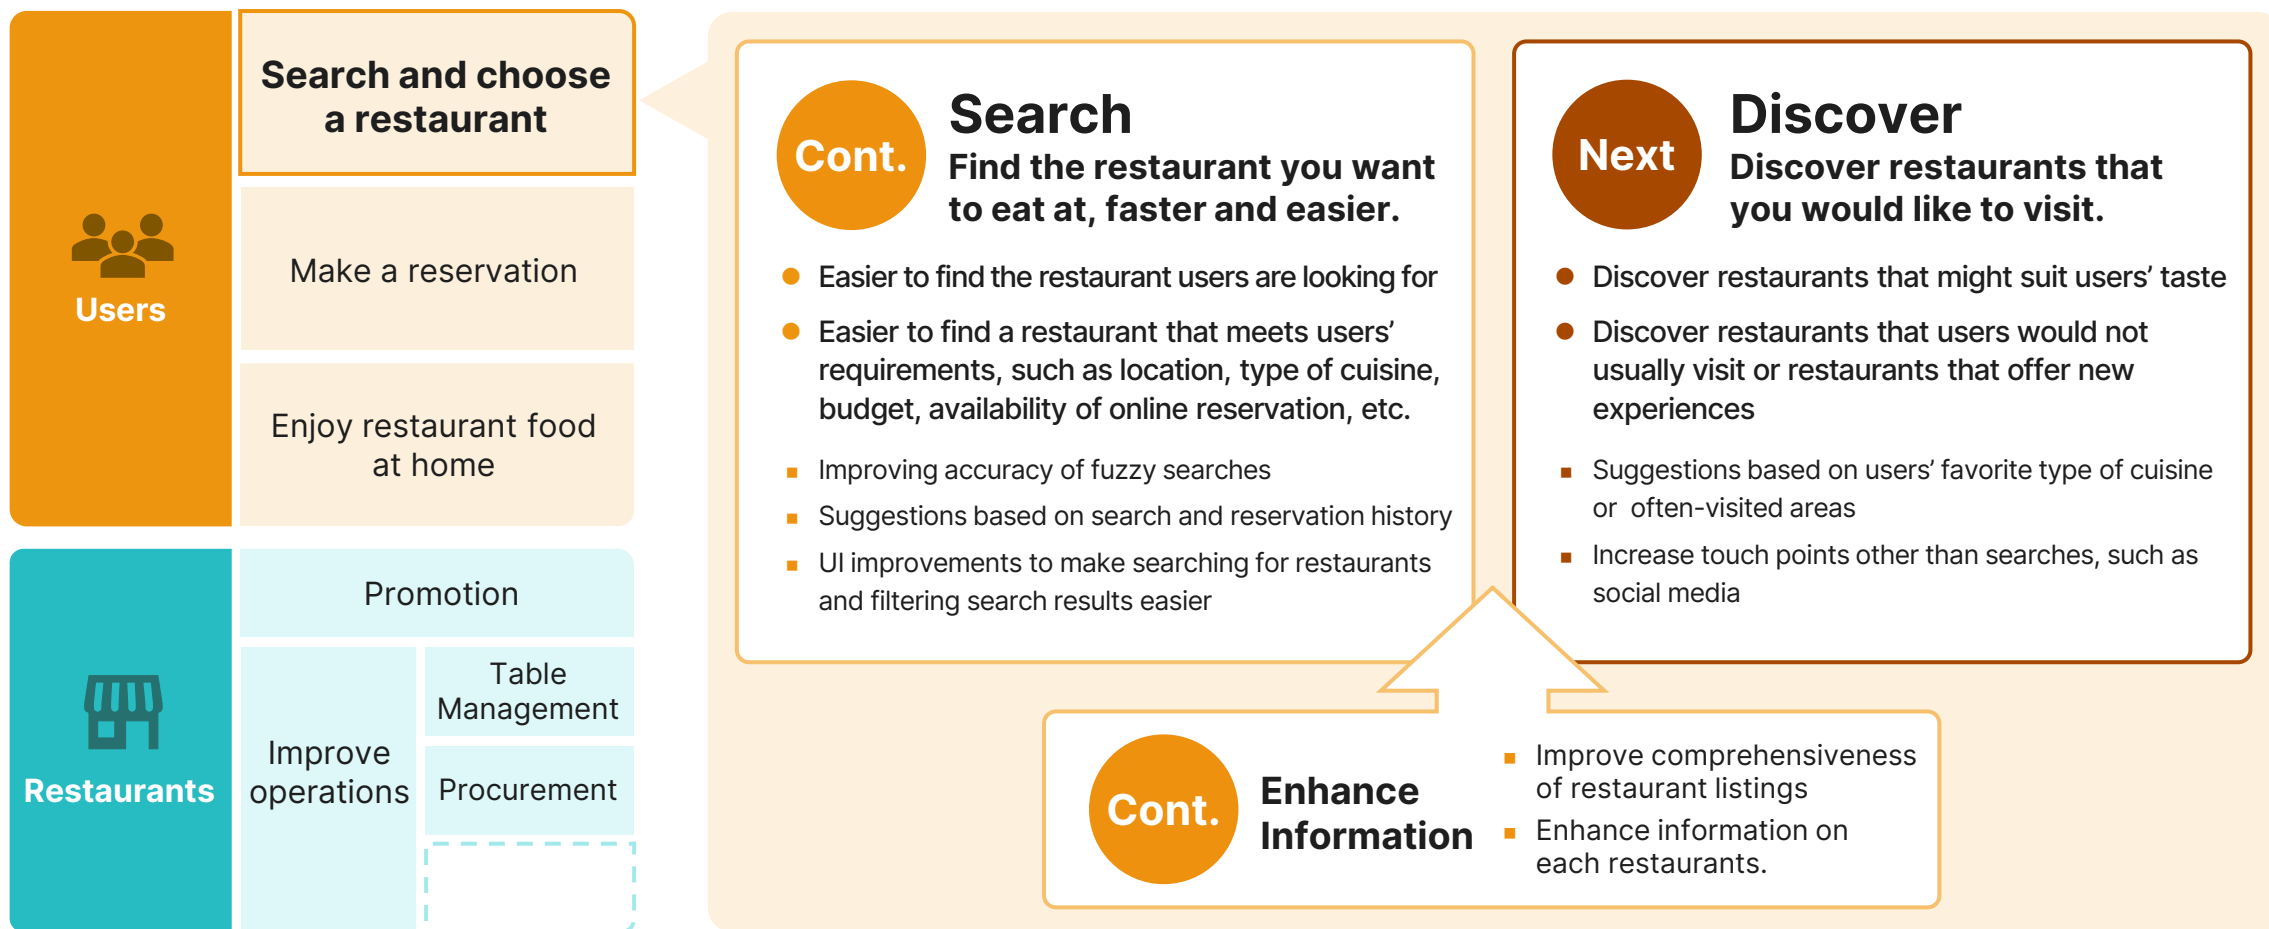 Users
Search and choose
a restaurant
Make a reservation
Enjoy restaurant food
at home
Restaurants
Promotion
Improve
operations
Table
Management
Procurement
Cont.
Search
Find the restaurant you want
to eat at, faster and easier.
Easier to find the restaurant users are looking for
Easier to find a restaurant that meets users’
requirements, such as location, type of cuisine,
budget, availability of online reservation, etc.
Improving accuracy of fuzzy searches
Suggestions based on search and reservation history
UI improvements to make searching for restaurants
and filtering search results easier
Next
Discover
Discover restaurants that
you would like to visit.
Discover restaurants that might suit users’ taste
Discover restaurants that users would not
usually visit or restaurants that offer new
experiences
Suggestions based on users’ favorite type of cuisine
or often-visited areas
Increase touch points other than searches, such as
social media
Cont.
Enhance
Information
Improve comprehensiveness
of restaurant listings
Enhance information on
each restaurants.